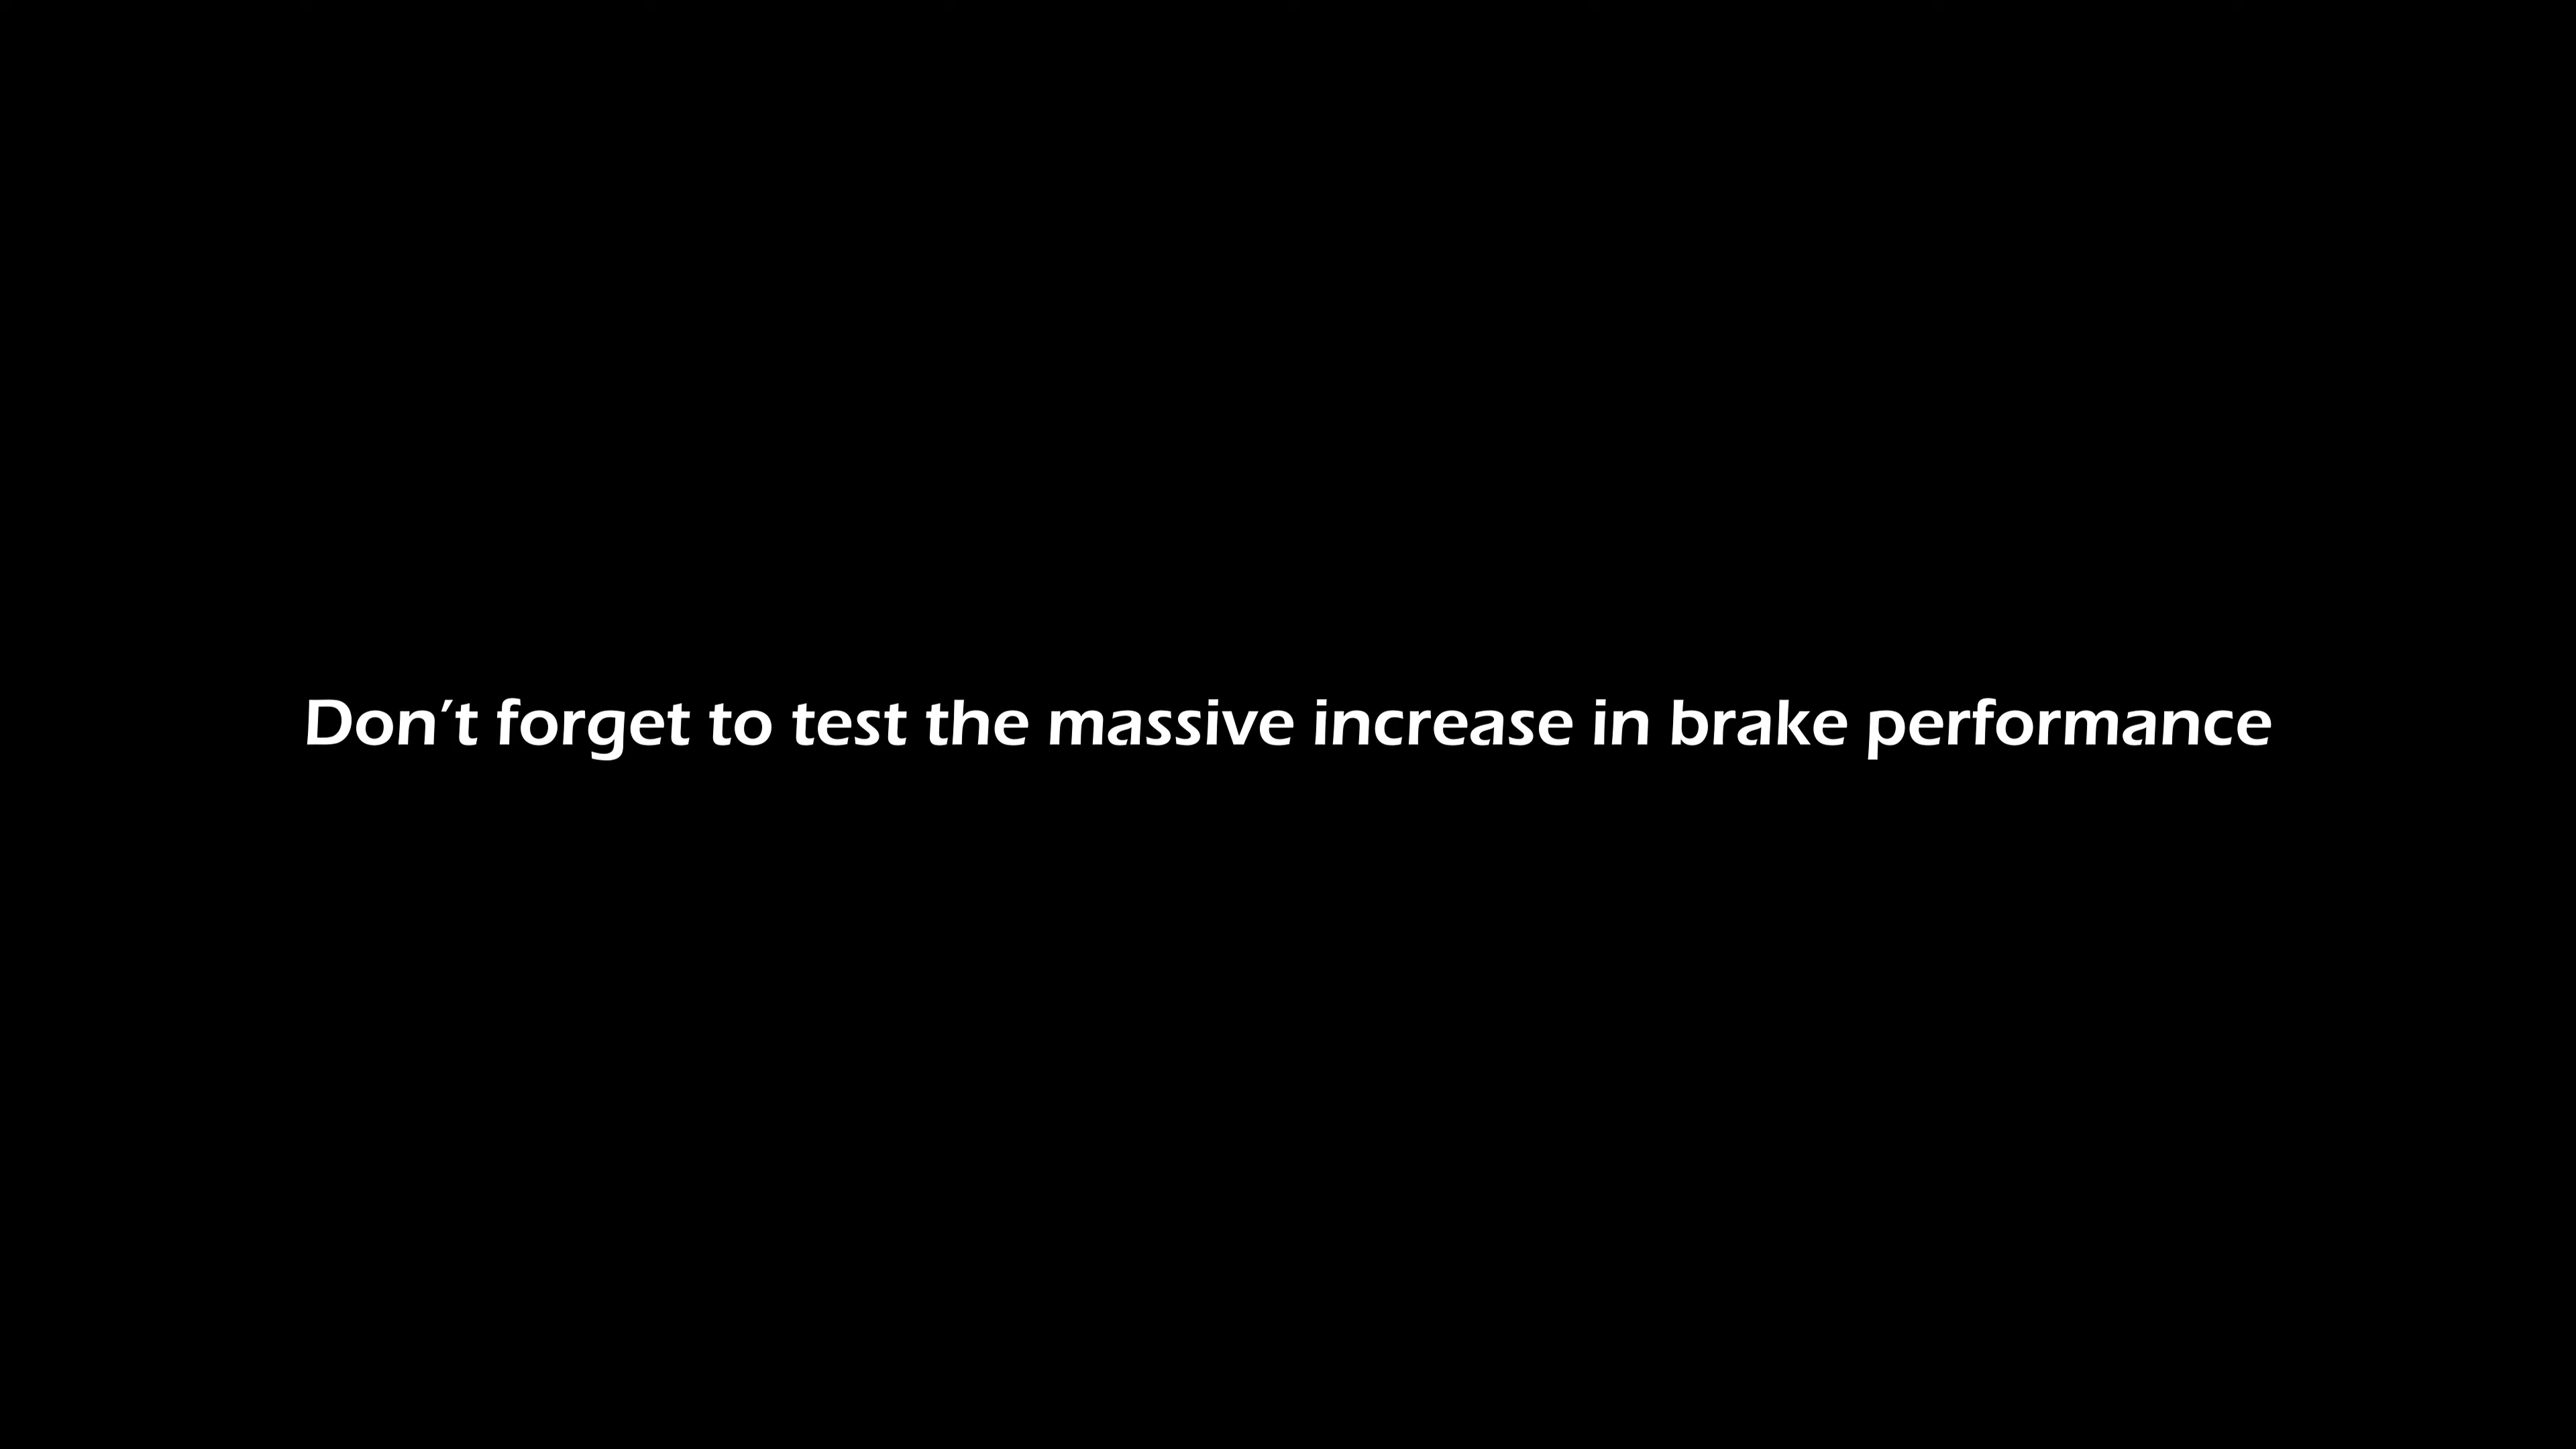 Don’t forget to test the massive increase in brake performance